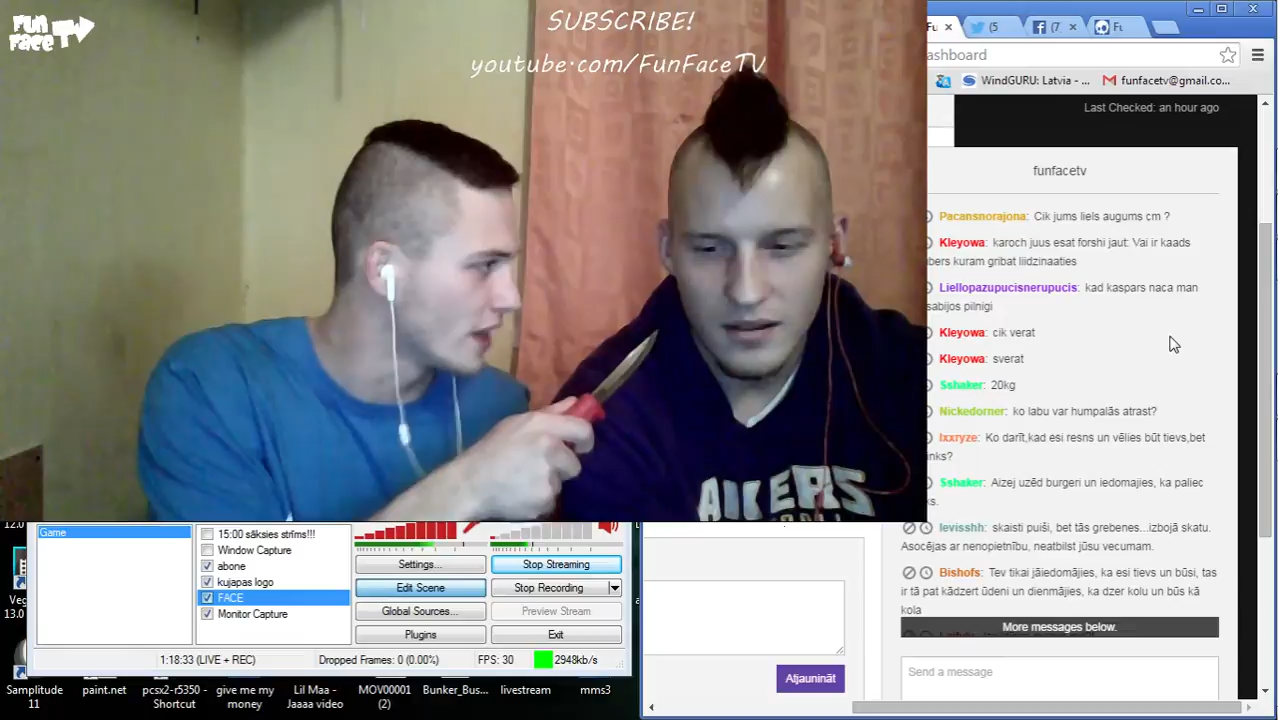 FUN
FACE TV
SUBSCRIBE!
youtube.com/FunFaceTV
(5
(7
ashboard
WindGURU: Latvia - ...
funfacetv@gmail.co...
Last Checked: an hour ago
funfacetv
Pacansnorajona: Cik jums liels augums cm ?
Kleyowa: karoch juus esat forshi jaut: Vai ir kaads
bers kuram gribat liidzinaaties
Liellopazupucisnerupucis: kad kaspars naca man
sabijos pilnigi
Kleyowa: cik verat
Kleyowa: sverat
Sshaker: 20kg
Nickedorner: ko labu var humpalās atrast?
Ixxryze: Ko darīt,kad esi resns un vēlies būt tievs,bet
nks?
Sshaker: Aizej uzēd burgeri un iedomajies, ka paliec
s.
Ievisshh: skaisti puiši, bet tās grebenes...izbojā skatu.
Asocējas ar nenopietnību, neatbilst jūsu vecumam.
Bishofs: Tev tikai jāiedomājies, ka esi tievs un būsi, tas
ir tā pat kādzert ūdeni un dienmājies, ka dzer kolu un būs kā
kola
More messages below.
Send a message
Atjaunināt
AKERS
Game
15:00 sāksies strīms!!!
Window Capture
abone
kujapas logo
FACE
Monitor Capture
Settings...
Stop Streaming
Edit Scene
Stop Recording
Global Sources...
Preview Stream
Plugins
Exit
1:18:33 (LIVE + REC)
Dropped Frames: 0 (0.00%)
FPS: 30
2948kb/s
12.0
Veg
13.0
Samplitude
11
paint.net
pcsx2-r5350 -
Shortcut
give me my
money
Lil Maa -
Jaaaa video
MOV00001
(2)
Bunker_Bus...
livestream
mms3